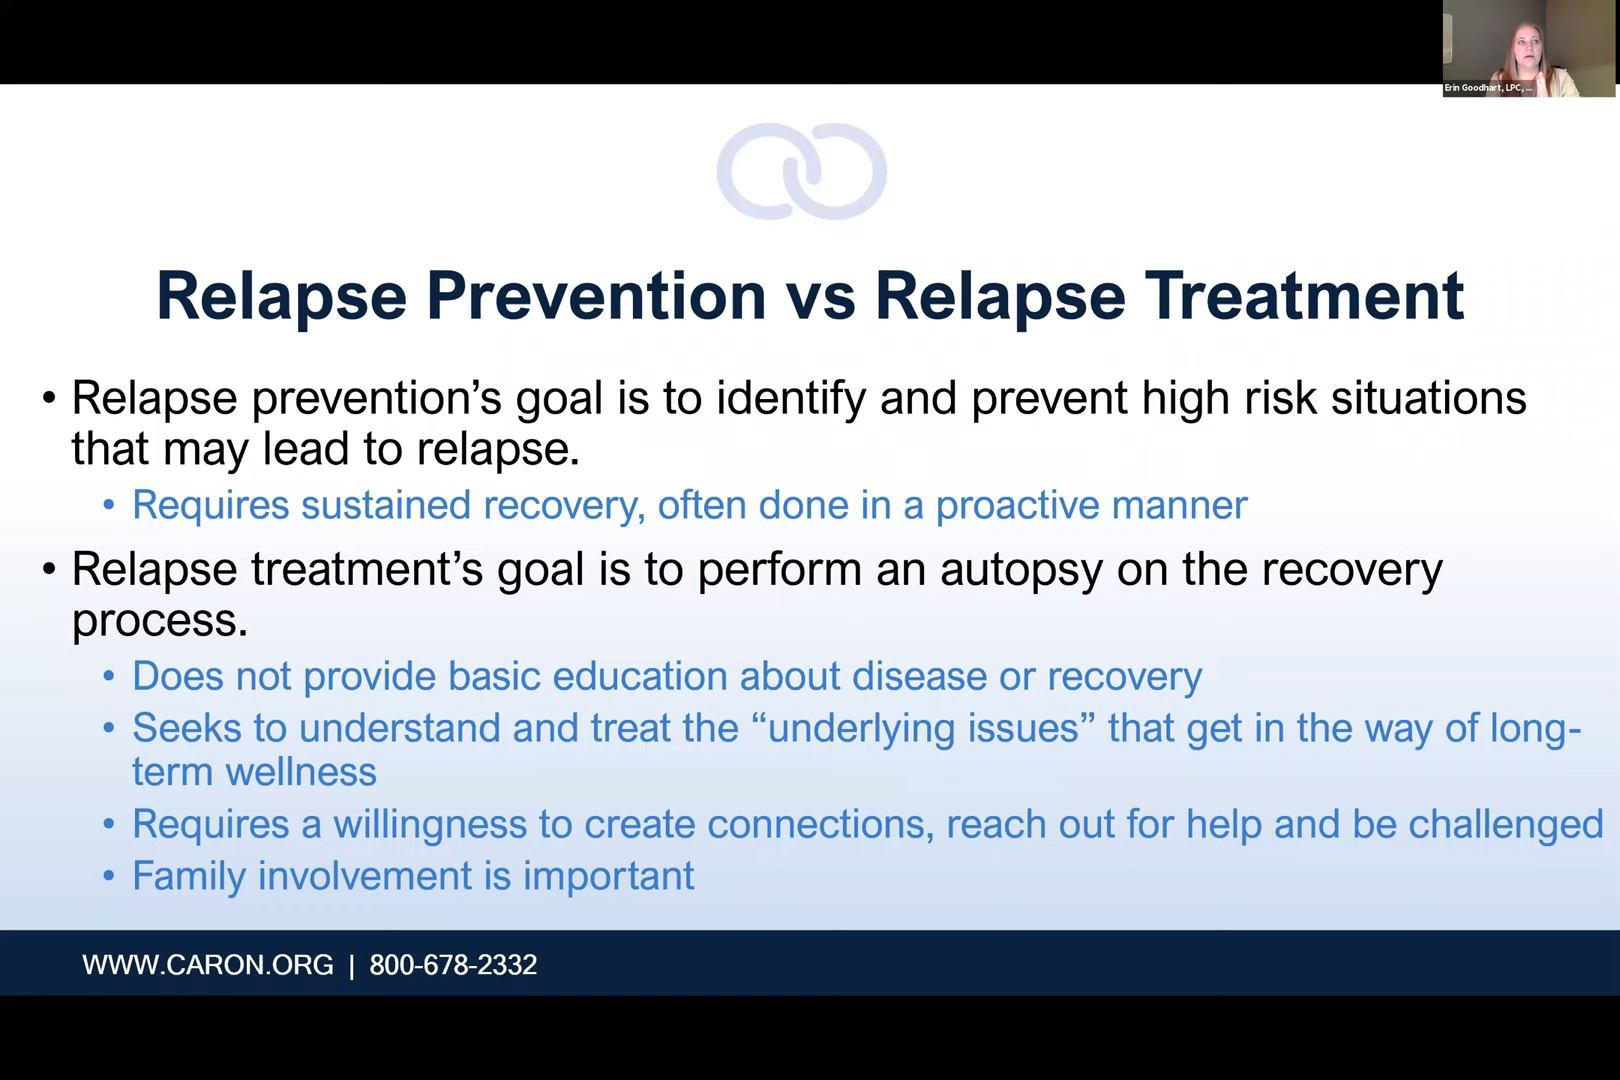 Erin Goodhart, LPC, ...
Relapse Prevention vs Relapse Treatment
• Relapse prevention’s goal is to identify and prevent high risk situations
that may lead to relapse.
• Requires sustained recovery, often done in a proactive manner
• Relapse treatment’s goal is to perform an autopsy on the recovery
process.
• Does not provide basic education about disease or recovery
• Seeks to understand and treat the “underlying issues” that get in the way of long-
term wellness
• Requires a willingness to create connections, reach out for help and be challenged
• Family involvement is important
WWW.CARON.ORG | 800-678-2332